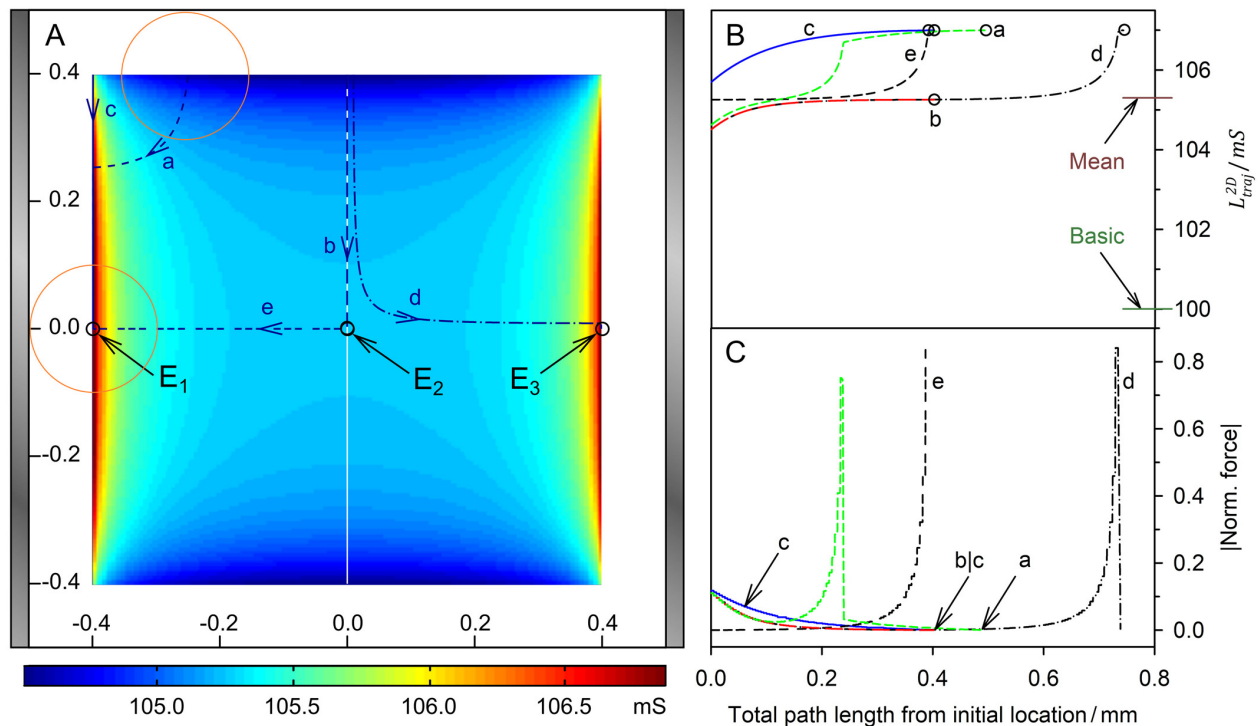 A
c
a
b
d
e
E1
E2
E3
0.4
0.2
0.0
-0.2
-0.4
-0.4
-0.2
0.0
0.2
0.4
105.0
105.5
106.0
106.5
mS
B
c
a
e
d
b
Mean
Basic
106
104
102
100
L_traj^2D / mS
C
e
d
c
b|c
a
0.8
0.6
0.4
0.2
0.0
|Norm. force|
0.0
0.2
0.4
0.6
0.8
Total path length from initial location / mm